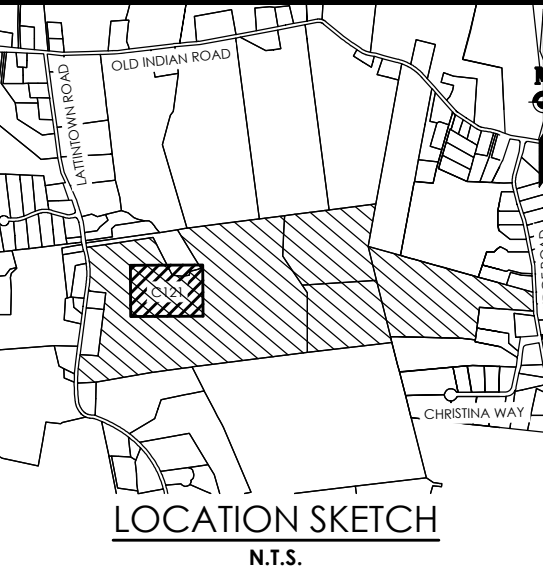 OLD INDIAN ROAD
LATTINTOWN ROAD
C121
CHRISTINA WAY
LOCATION SKETCH
N.T.S.